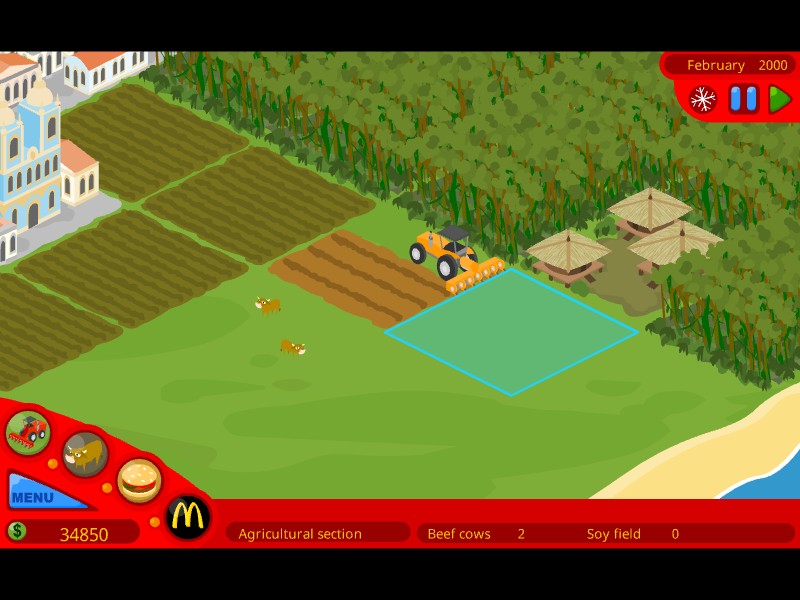 February 2000
MENU
34850
Agricultural section
Beef cows 2 Soy field 0